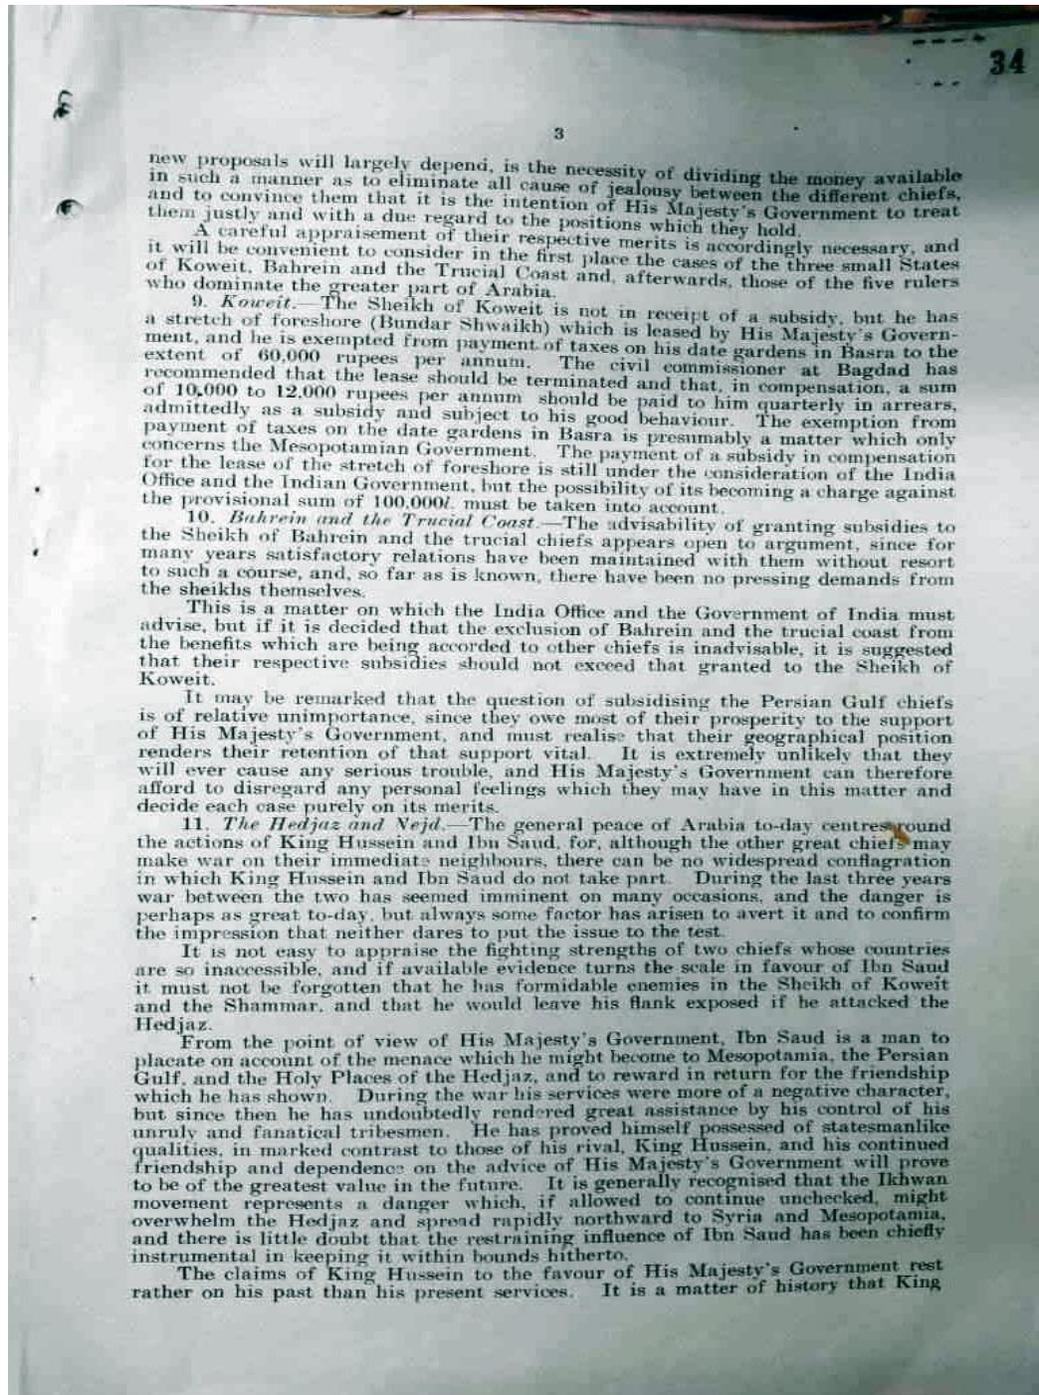 34
3
new proposals will largely depend, is the necessity of dividing the money available
in such a manner as to eliminate all cause of jealousy between the different chiefs,
and to convince them that it is the intention of His Majesty's Government to treat
them justly and with a due regard to the positions which they hold.
A careful appraisement of their respective merits is accordingly necessary, and
it will be convenient to consider in the first place the cases of the three small States
of Koweit, Bahrein and the Trucial Coast and, afterwards, those of the five rulers
who dominate the greater part of Arabia.
9. Koweit.—The Sheikh of Koweit is not in receipt of a subsidy, but he has
a stretch of foreshore (Bundar Shwaikh) which is leased by His Majesty's Govern-
ment, and he is exempted from payment of taxes on his date gardens in Basra to the
extent of 60,000 rupees per annum. The civil commissioner at Bagdad has
recommended that the lease should be terminated and that, in compensation, a sum
of 10,000 to 12,000 rupees per annum should be paid to him quarterly in arrears,
admittedly as a subsidy and subject to his good behaviour. The exemption from
payment of taxes on the date gardens in Basra is presumably a matter which only
concerns the Mesopotamian Government. The payment of a subsidy in compensation
for the lease of the stretch of foreshore is still under the consideration of the India
Office and the Indian Government, but the possibility of its becoming a charge against
the provisional sum of 100,000l. must be taken into account.
10. Bahrein and the Trucial Coast.—The advisability of granting subsidies to
the Sheikh of Bahrein and the trucial chiefs appears open to argument, since for
many years satisfactory relations have been maintained with them without resort
to such a course, and, so far as is known, there have been no pressing demands from
the sheikhs themselves.
This is a matter on which the India Office and the Government of India must
advise, but if it is decided that the exclusion of Bahrein and the trucial coast from
the benefits which are being accorded to other chiefs is inadvisable, it is suggested
that their respective subsidies should not exceed that granted to the Sheikh of
Koweit.
It may be remarked that the question of subsidising the Persian Gulf chiefs
is of relative unimportance, since they owe most of their prosperity to the support
of His Majesty's Government, and must realise that their geographical position
renders their retention of that support vital. It is extremely unlikely that they
will ever cause any serious trouble, and His Majesty's Government can therefore
afford to disregard any personal feelings which they may have in this matter and
decide each case purely on its merits.
11. The Hedjaz and Nejd.—The general peace of Arabia to-day centres round
the actions of King Hussein and Ibn Saud, for, although the other great chiefs may
make war on their immediate neighbours, there can be no widespread conflagration
in which King Hussein and Ibn Saud do not take part. During the last three years
war between the two has seemed imminent on many occasions, and the danger is
perhaps as great to-day, but always some factor has arisen to avert it and to confirm
the impression that neither dares to put the issue to the test.
It is not easy to appraise the fighting strengths of two chiefs whose countries
are so inaccessible, and if available evidence turns the scale in favour of Ibn Saud
it must not be forgotten that he has formidable enemies in the Sheikh of Koweit
and the Shammar, and that he would leave his flank exposed if he attacked the
Hedjaz.
From the point of view of His Majesty's Government, Ibn Saud is a man to
placate on account of the menace which he might become to Mesopotamia, the Persian
Gulf, and the Holy Places of the Hedjaz, and to reward in return for the friendship
which he has shown. During the war his services were more of a negative character,
but since then he has undoubtedly rendered great assistance by his control of his
unruly and fanatical tribesmen. He has proved himself possessed of statesmanlike
qualities, in marked contrast to those of his rival, King Hussein, and his continued
friendship and dependence on the advice of His Majesty's Government will prove
to be of the greatest value in the future. It is generally recognised that the Ikhwan
movement represents a danger which, if allowed to continue unchecked, might
overwhelm the Hedjaz and spread rapidly northward to Syria and Mesopotamia,
and there is little doubt that the restraining influence of Ibn Saud has been chiefly
instrumental in keeping it within bounds hitherto.
The claims of King Hussein to the favour of His Majesty's Government rest
rather on his past than his present services. It is a matter of history that King